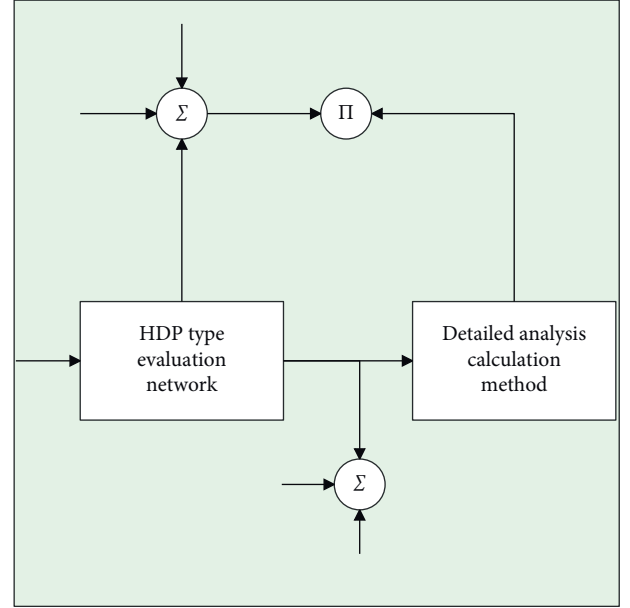 Σ
Π
HDP type
evaluation
network
Detailed analysis
calculation
method
Σ